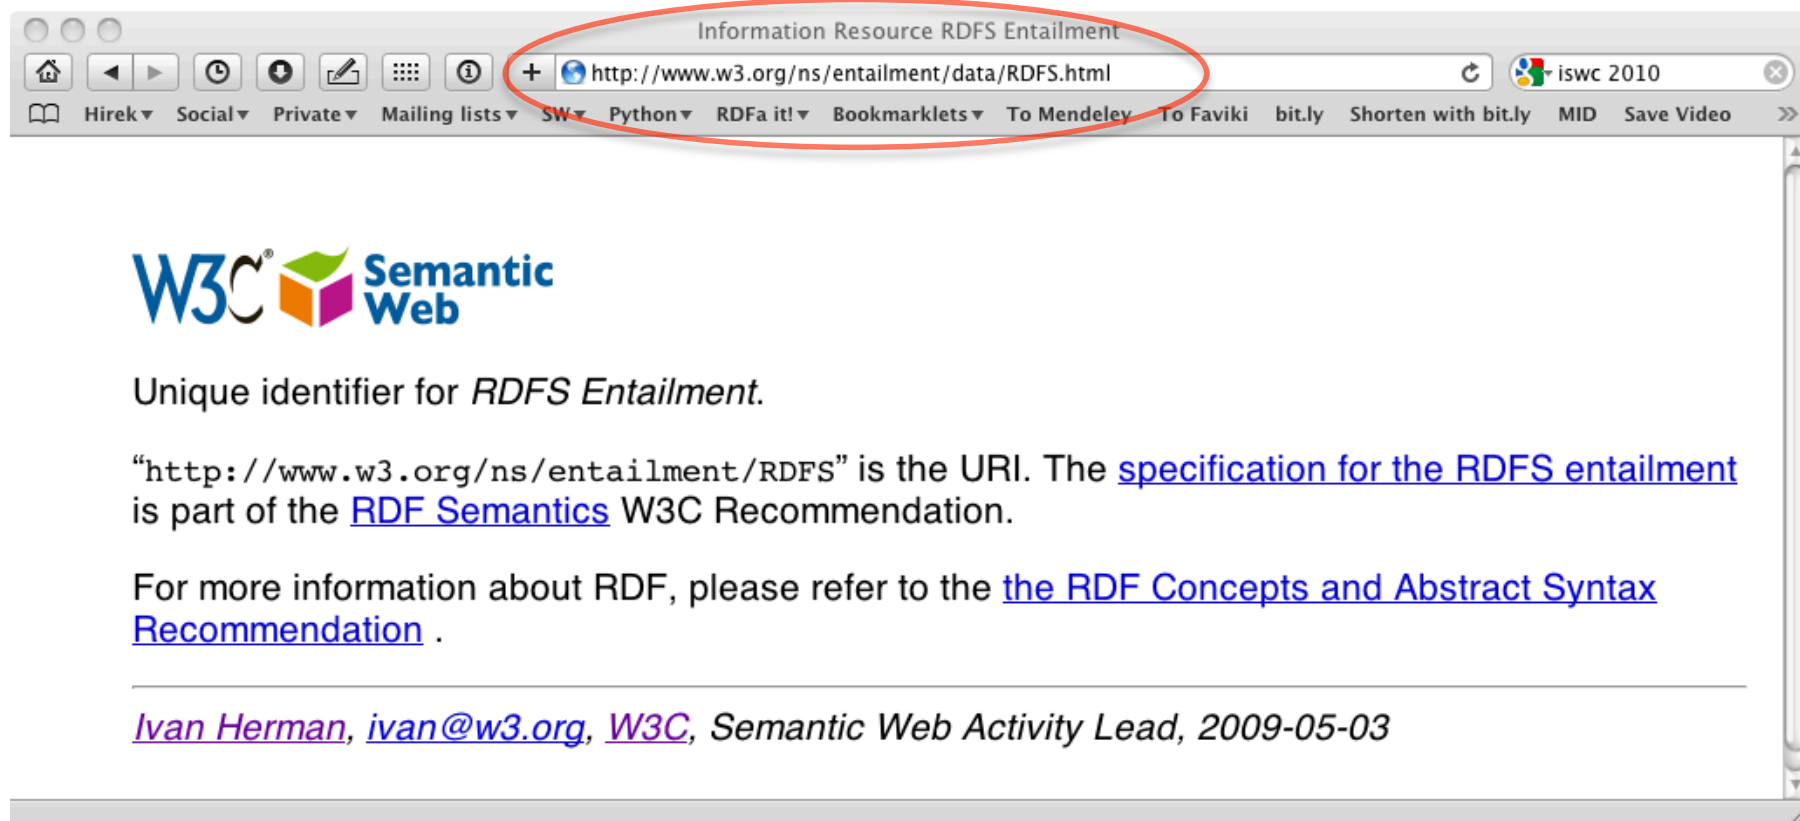 Information Resource RDFS Entailment
http://www.w3.org/ns/entailment/data/RDFS.html
iswc 2010
Hirek Social Private Mailing lists SW Python RDFa it! Bookmarklets To Mendeley To Faviki bit.ly Shorten with bit.ly MID Save Video
W3C® Semantic
Web
Unique identifier for RDFS Entailment.
“http://www.w3.org/ns/entailment/RDFS” is the URI. The specification for the RDFS entailment
is part of the RDF Semantics W3C Recommendation.
For more information about RDF, please refer to the the RDF Concepts and Abstract Syntax
Recommendation .
Ivan Herman, ivan@w3.org, W3C, Semantic Web Activity Lead, 2009-05-03